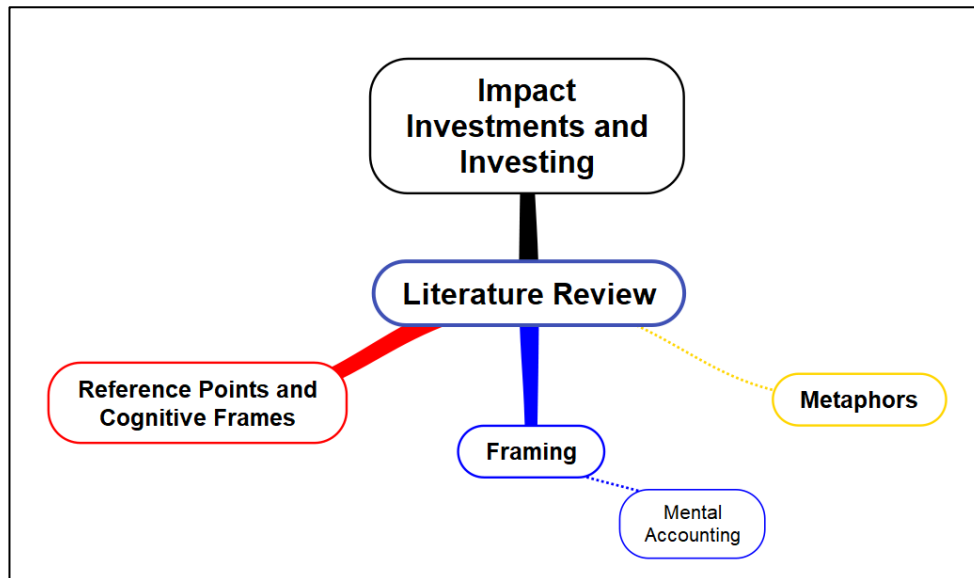 Impact
Investments and
Investing
Literature Review
Reference Points and
Cognitive Frames
Framing
Metaphors
Mental
Accounting